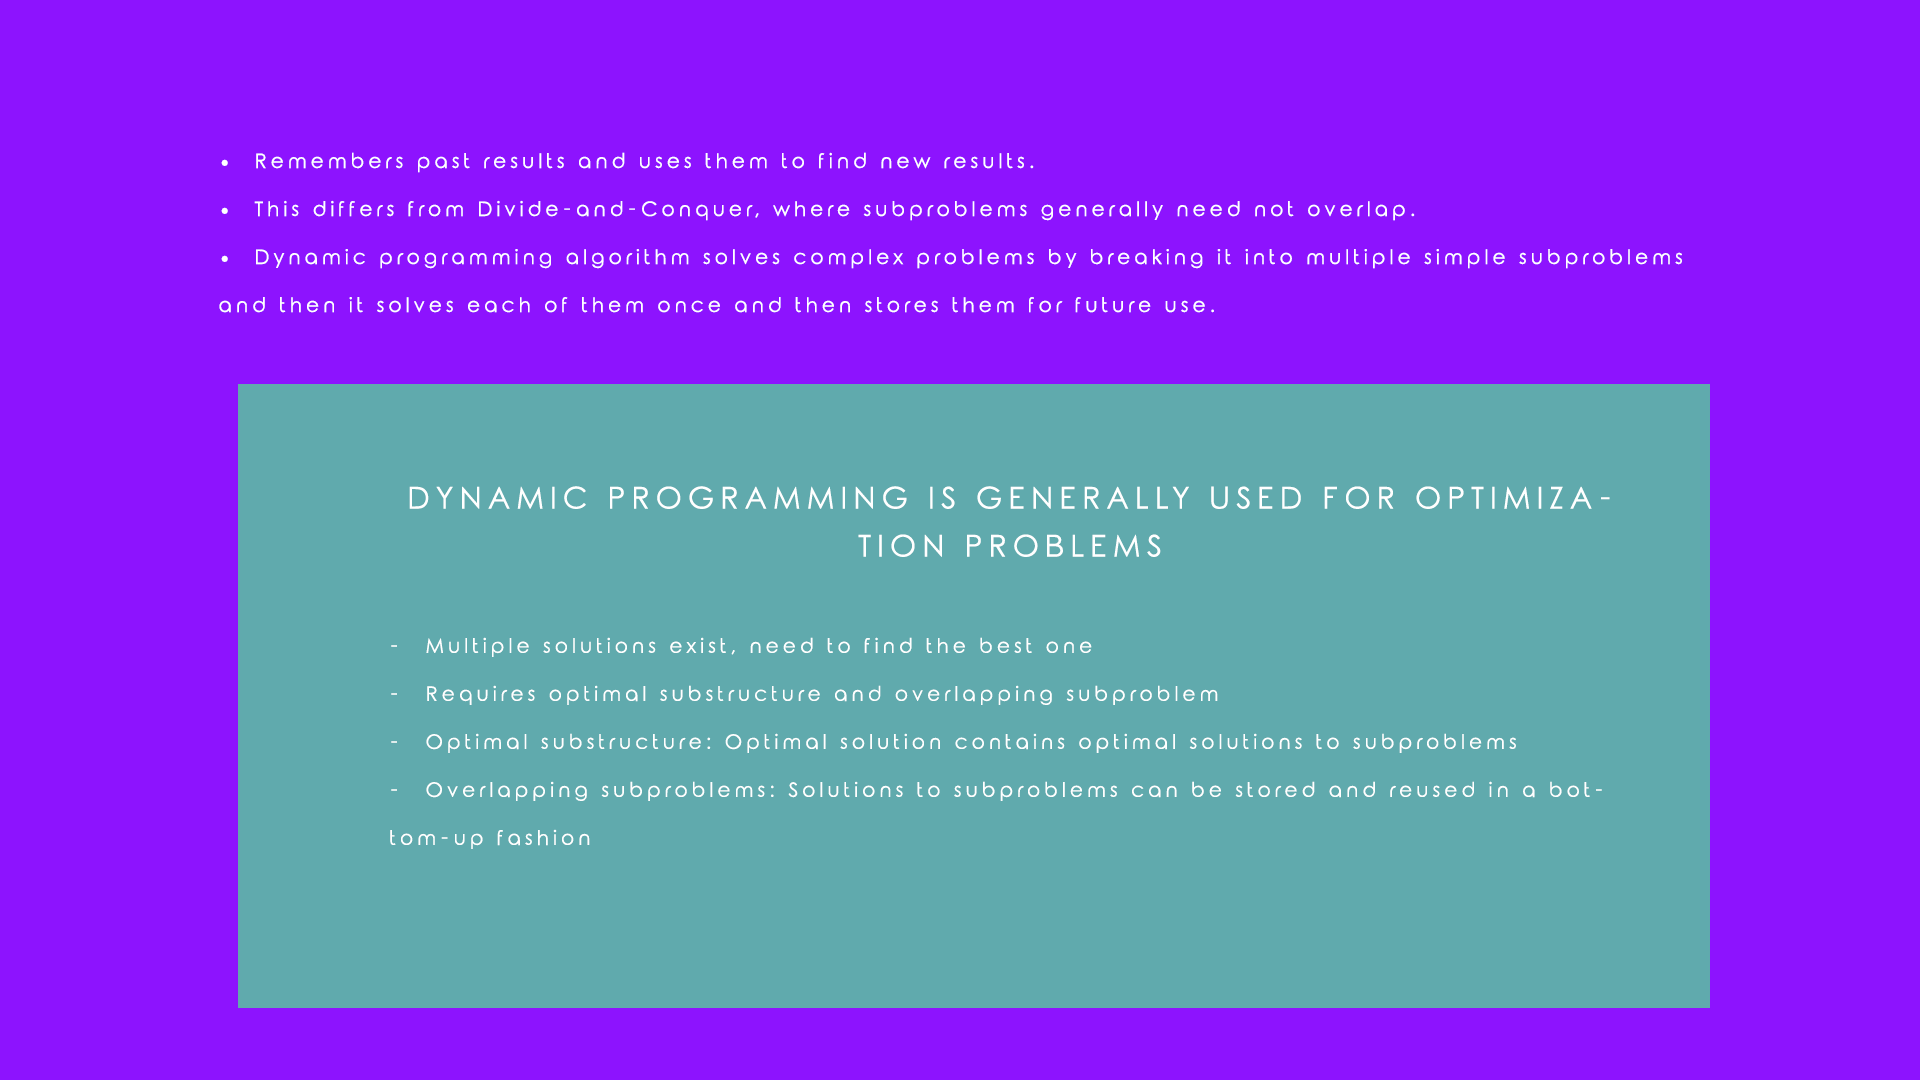 • Remembers past results and uses them to find new results.
• This differs from Divide-and-Conquer, where subproblems generally need not overlap.
• Dynamic programming algorithm solves complex problems by breaking it into multiple simple subproblems
and then it solves each of them once and then stores them for future use.
DYNAMIC PROGRAMMING IS GENERALLY USED FOR OPTIMIZA-
TION PROBLEMS
- Multiple solutions exist, need to find the best one
- Requires optimal substructure and overlapping subproblem
- Optimal substructure: Optimal solution contains optimal solutions to subproblems
- Overlapping subproblems: Solutions to subproblems can be stored and reused in a bot-
tom-up fashion